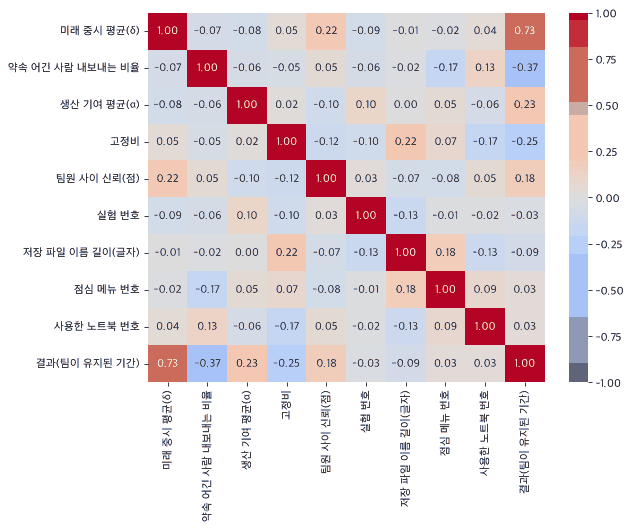 미래 중시 평균(δ) 1.00 −0.07 −0.08 0.05 0.22 −0.09 −0.01 −0.02 0.04 0.73
약속 어긴 사람 내보내는 비율 −0.07 1.00 −0.06 −0.05 0.05 −0.06 −0.02 −0.17 0.13 −0.37
생산 기여 평균(α) −0.08 −0.06 1.00 0.02 −0.10 0.10 0.00 0.05 −0.06 0.23
고정비 0.05 −0.05 0.02 1.00 −0.12 −0.10 0.22 0.07 −0.17 −0.25
팀원 사이 신뢰(점) 0.22 0.05 −0.10 −0.12 1.00 0.03 −0.07 −0.08 0.05 0.18
실험 번호 −0.09 −0.06 0.10 −0.10 0.03 1.00 −0.13 −0.01 −0.02 −0.03
저장 파일 이름 길이(글자) −0.01 −0.02 0.00 0.22 −0.07 −0.13 1.00 0.18 −0.13 −0.09
점심 메뉴 번호 −0.02 −0.17 0.05 0.07 −0.08 −0.01 0.18 1.00 0.09 0.03
사용한 노트북 번호 0.04 0.13 −0.06 −0.17 0.05 −0.02 −0.13 0.09 1.00 0.03
결과(팀이 유지된 기간) 0.73 −0.37 0.23 −0.25 0.18 −0.03 −0.09 0.03 0.03 1.00
미래 중시 평균(δ)
약속 어긴 사람 내보내는 비율
생산 기여 평균(α)
고정비
팀원 사이 신뢰(점)
실험 번호
저장 파일 이름 길이(글자)
점심 메뉴 번호
사용한 노트북 번호
결과(팀이 유지된 기간)
1.00
0.75
0.50
0.25
0.00
−0.25
−0.50
−0.75
−1.00